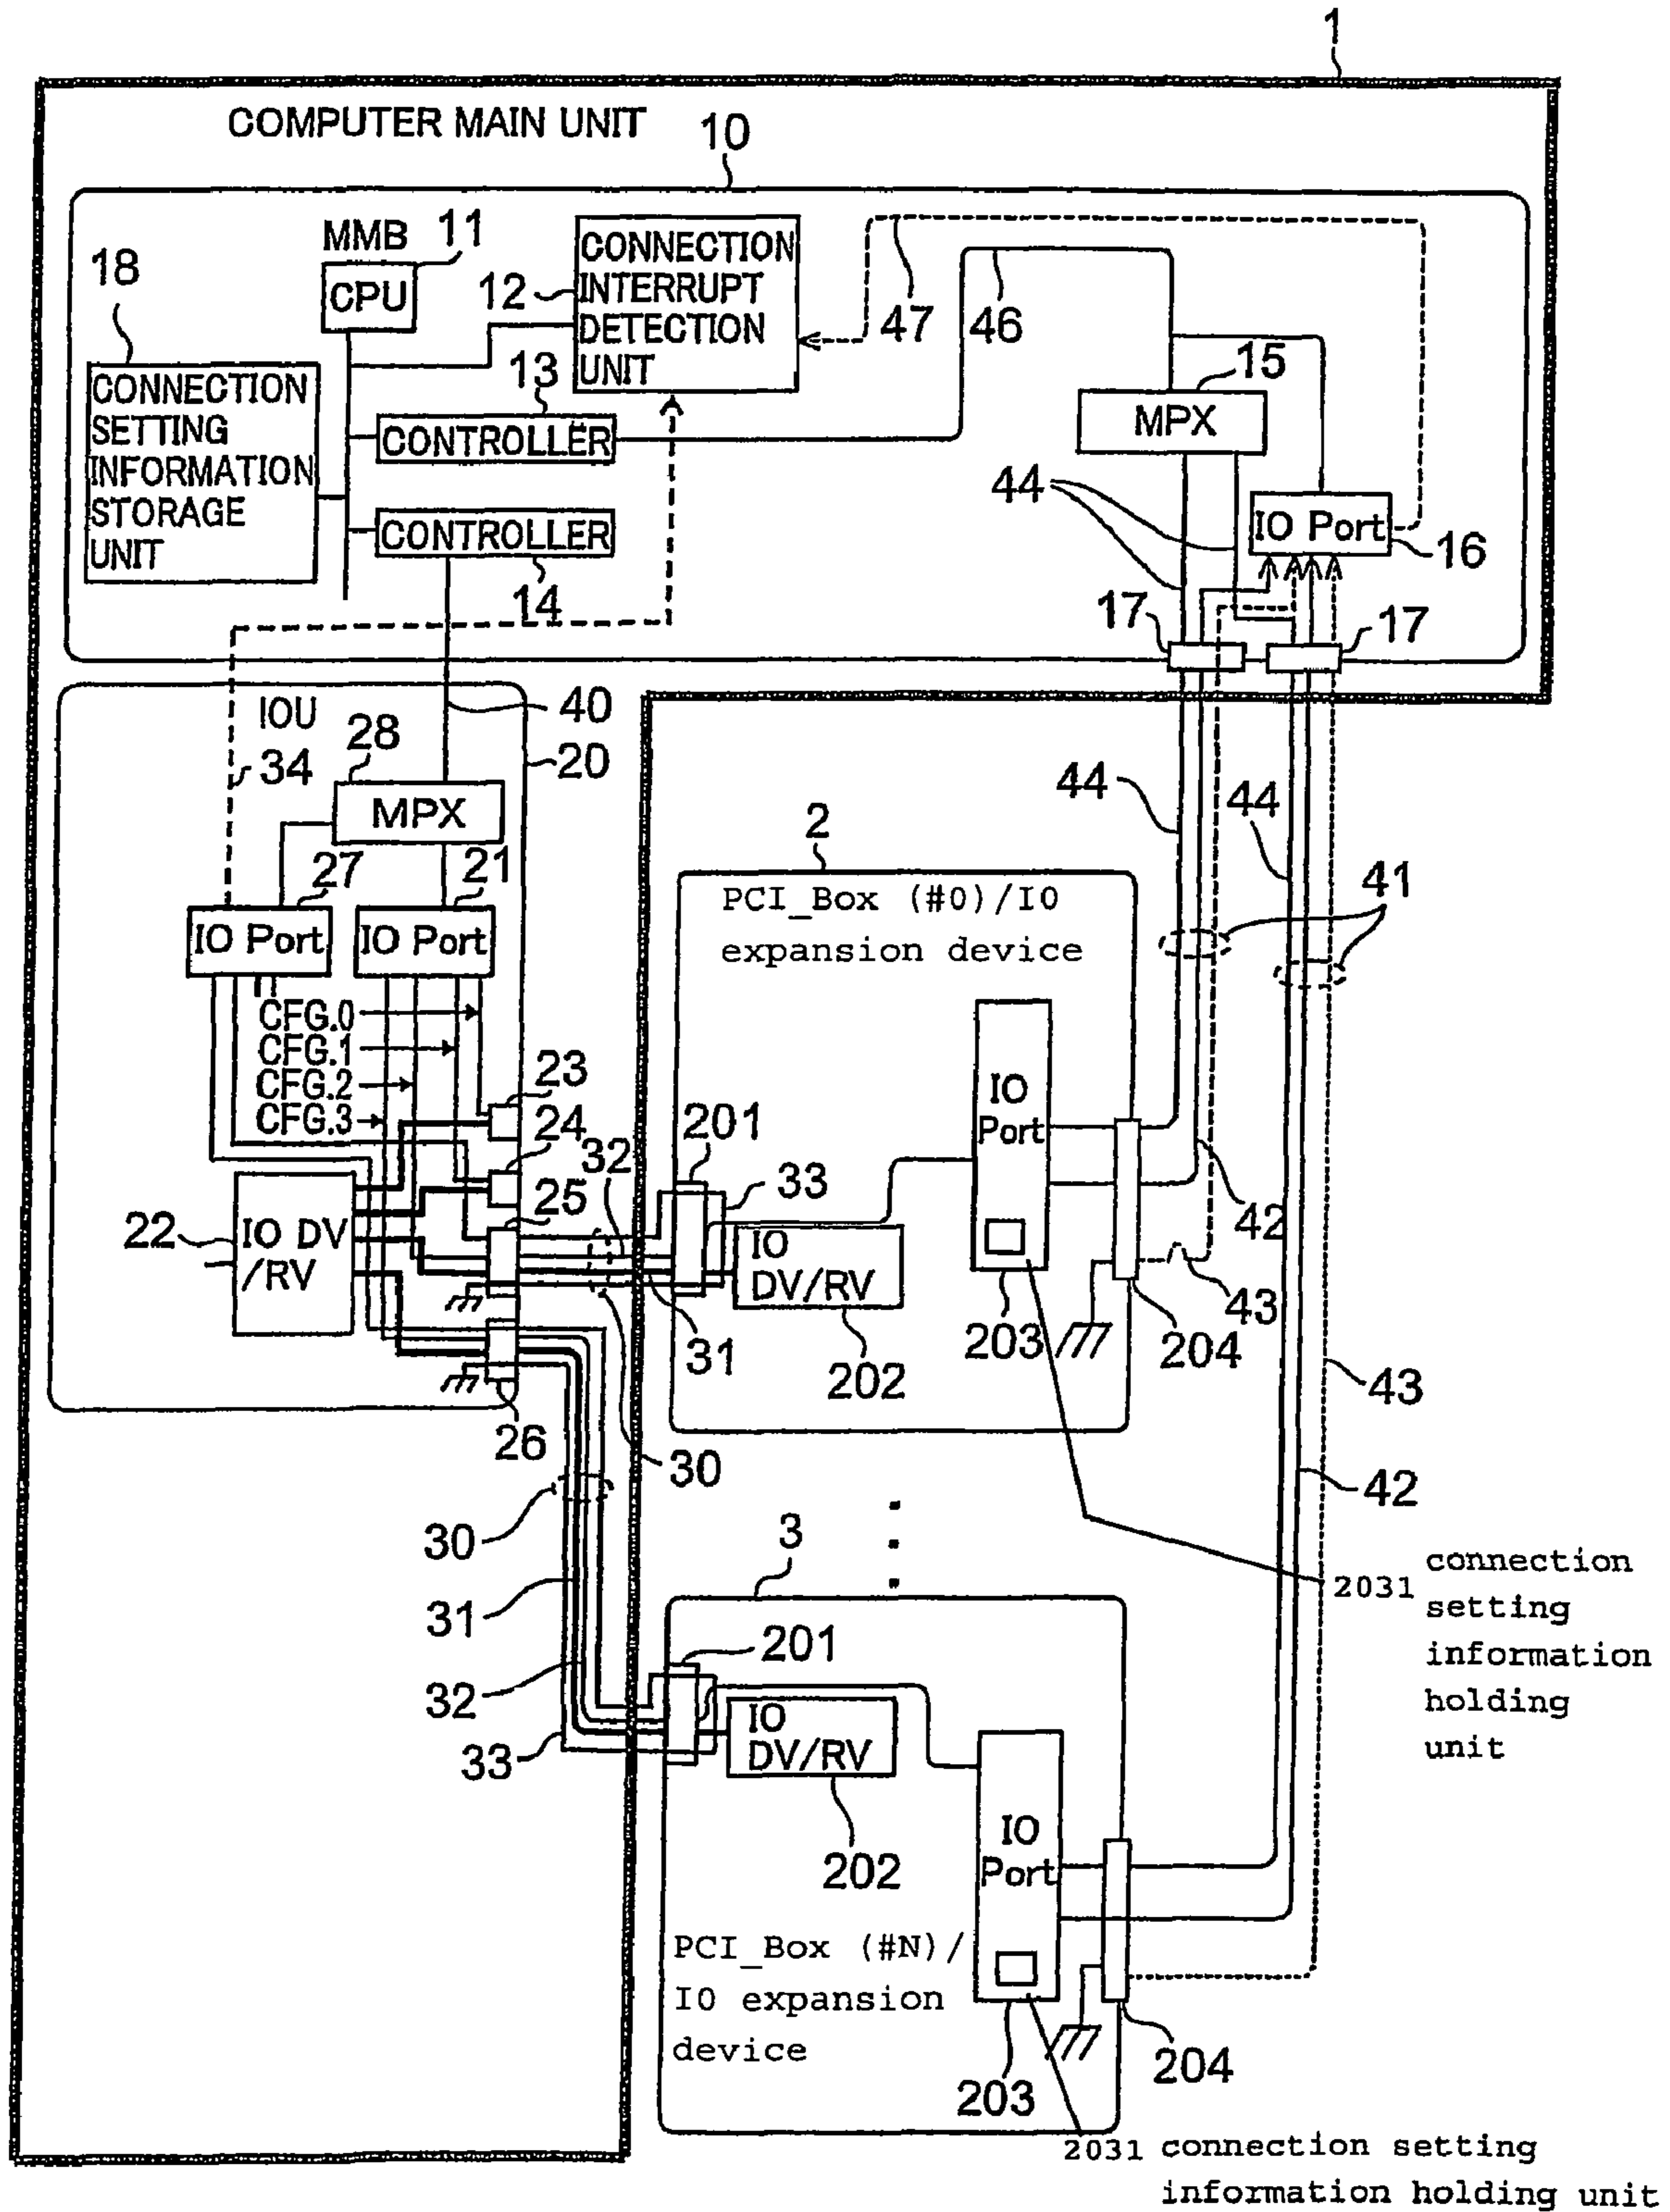 1
COMPUTER MAIN UNIT
10
MMB
11
CPU
18
CONNECTION
SETTING
INFORMATION
STORAGE
UNIT
12
CONNECTION
INTERRUPT
DETECTION
UNIT
47
46
13
CONTROLLER
CONTROLLER
14
15
MPX
44
IO Port
16
17
17
IOU
40
20
34
28
MPX
27
21
IO Port
IO Port
CFG.0
CFG.1
CFG.2
CFG.3
23
24
25
22
IO DV
/RV
26
32
31
30
30
31
32
33
44
44
41
2
PCI_Box (#0)/IO
expansion device
IO
Port
201
33
IO
DV/RV
202
203
204
42
43
43
42
2031 connection
setting
information
holding
unit
3
201
IO
DV/RV
202
IO
Port
PCI_Box (#N)/
IO expansion
device
203
204
2031 connection setting
information holding unit